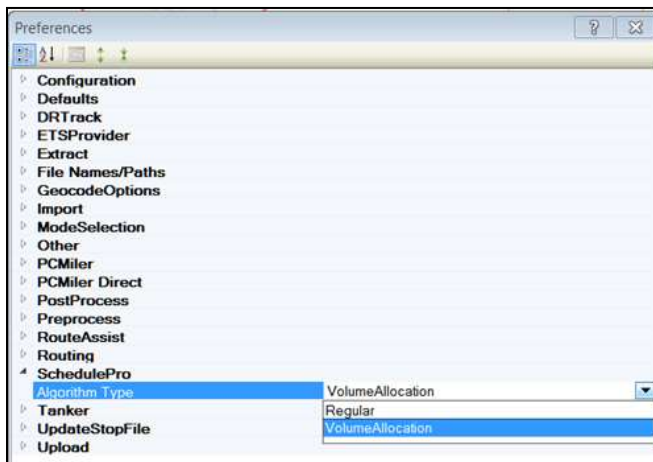 Preferences
Configuration
Defaults
DRTrack
ETSProvider
Extract
File Names/Paths
GeocodeOptions
Import
ModeSelection
Other
PCMiler
PCMiler Direct
PostProcess
Preprocess
RouteAssist
Routing
SchedulePro
Algorithm Type VolumeAllocation
Tanker Regular
UpdateStopFile VolumeAllocation
Upload